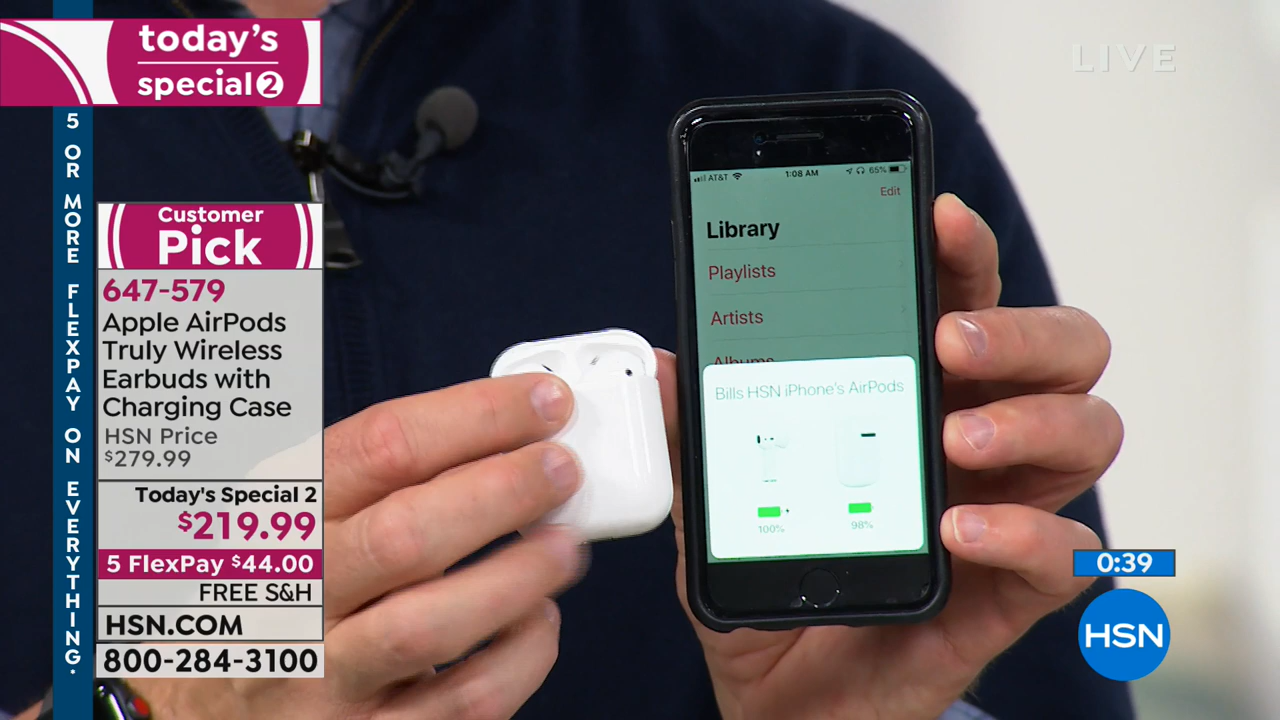 today's
special 2
5 OR MORE FLEXPAY ON EVERYTHING.
Customer
Pick
647-579
Apple AirPods
Truly Wireless
Earbuds with
Charging Case
HSN Price
$279.99
Today's Special 2
$219.99
5 FlexPay $44.00
FREE S&H
HSN.COM
800-284-3100
LIVE
AT&T 1:08 AM 65%
Edit
Library
Playlists
Artists
Albums
Bills HSN iPhone's AirPods
100% 98%
0:39
HSN